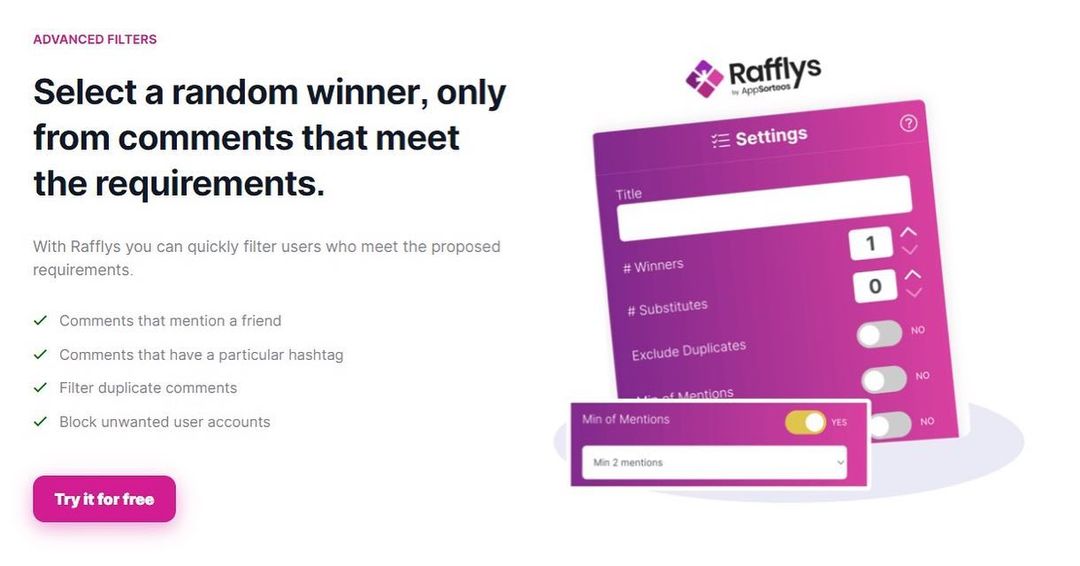 ADVANCED FILTERS
Select a random winner, only
from comments that meet
the requirements.
With Rafflys you can quickly filter users who meet the proposed
requirements.
Comments that mention a friend
Comments that have a particular hashtag
Filter duplicate comments
Block unwanted user accounts
Try it for free
Rafflys
by AppSorteos
Settings
?
Title
# Winners
1
# Substitutes
0
Exclude Duplicates
NO
Min of Mentions
NO
NO
Min of Mentions
YES
Min 2 mentions